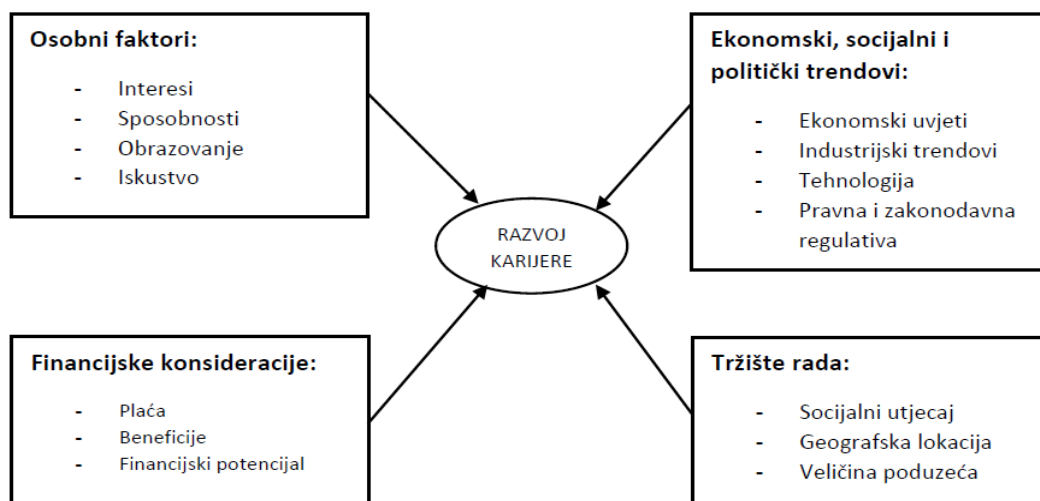 Osobni faktori:
- Interesi
- Sposobnosti
- Obrazovanje
- Iskustvo
Ekonomski, socijalni i
politički trendovi:
- Ekonomski uvjeti
- Industrijski trendovi
- Tehnologija
- Pravna i zakonodavna
regulativa
RAZVOJ
KARIJERE
Financijske konsideracije:
- Plaća
- Beneficije
- Financijski potencijal
Tržište rada:
- Socijalni utjecaj
- Geografska lokacija
- Veličina poduzeća